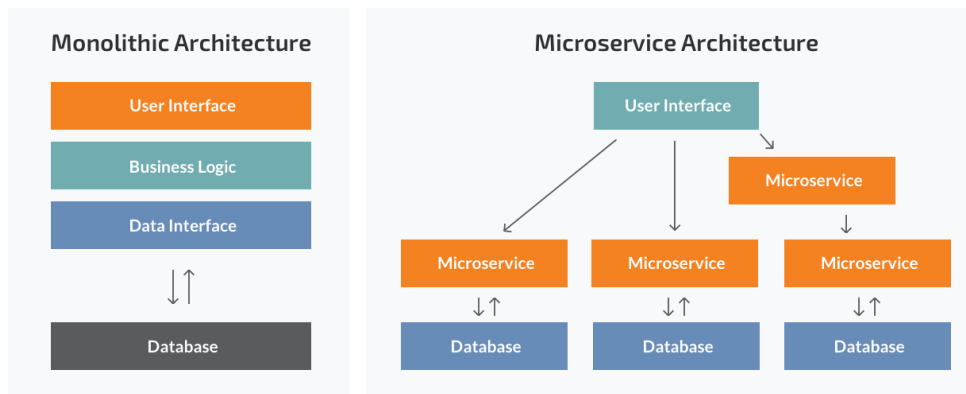 Monolithic Architecture
User Interface
Business Logic
Data Interface
Database
Microservice Architecture
User Interface
Microservice
Microservice
Microservice
Microservice
Database
Database
Database